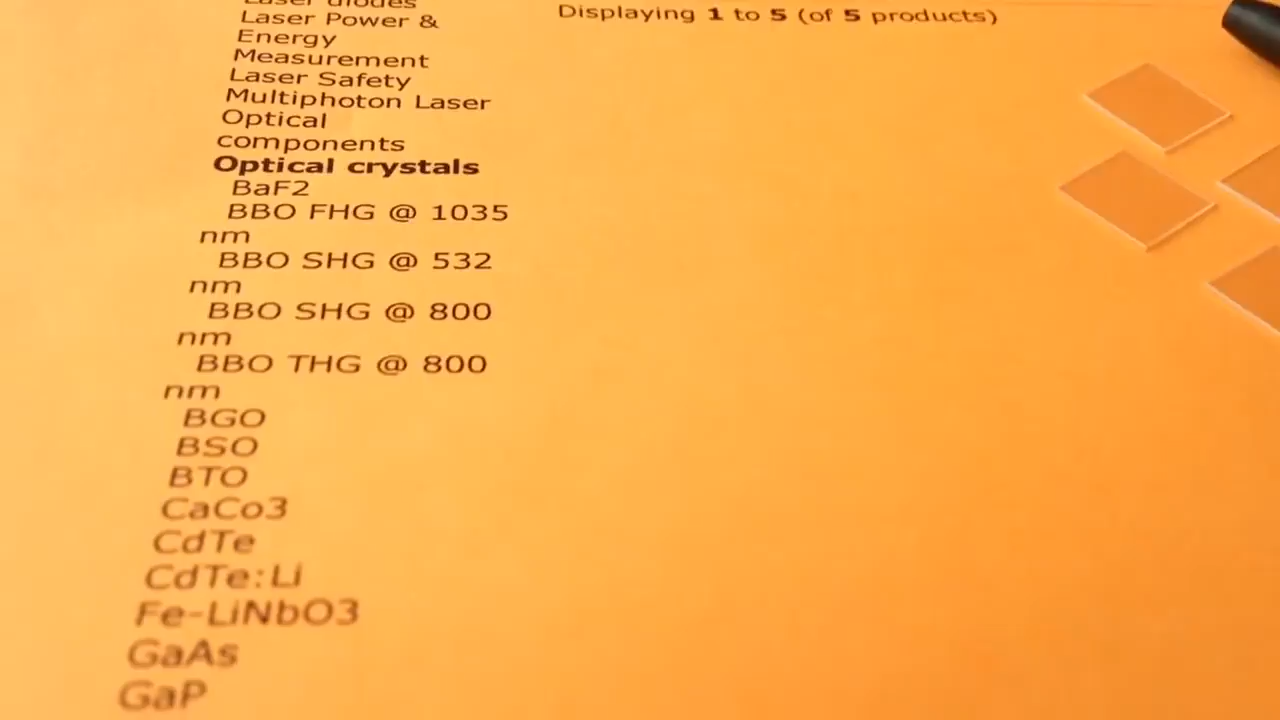 Laser diodes
Displaying 1 to 5 (of 5 products)
Laser Power &
Energy
Measurement
Laser Safety
Multiphoton Laser
Optical
components
Optical crystals
BaF2
BBO FHG @ 1035
nm
BBO SHG @ 532
nm
BBO SHG @ 800
nm
BBO THG @ 800
nm
BGO
BSO
BTO
CaCo3
CdTe
CdTe:Li
Fe-LiNbO3
GaAs
GaP